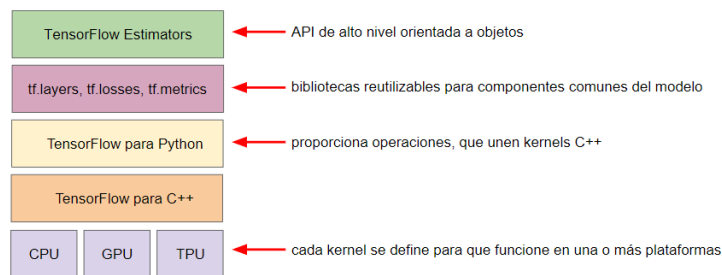 TensorFlow Estimators
API de alto nivel orientada a objetos
tf.layers, tf.losses, tf.metrics
bibliotecas reutilizables para componentes comunes del modelo
TensorFlow para Python
proporciona operaciones, que unen kernels C++
TensorFlow para C++
CPU
GPU
TPU
cada kernel se define para que funcione en una o más plataformas